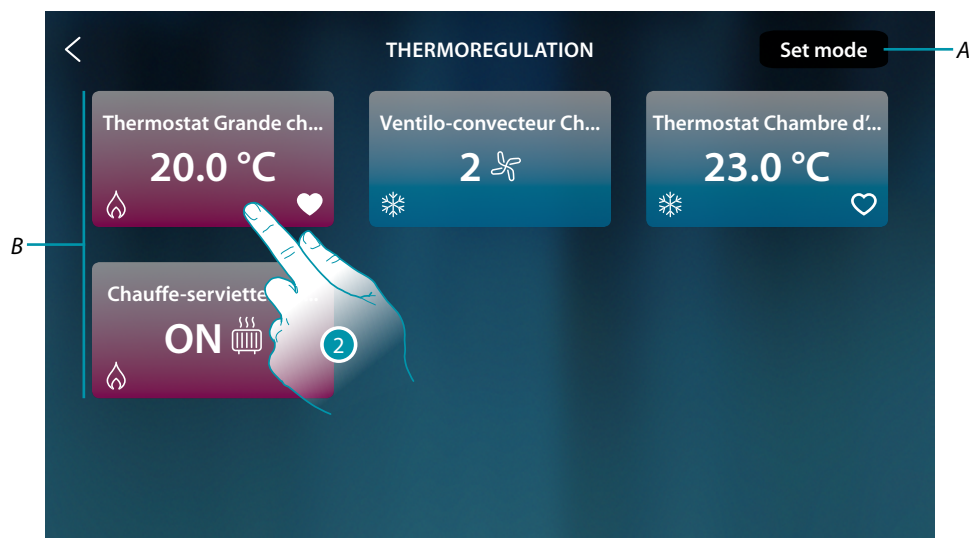 THERMOREGULATION
Set mode
A
Thermostat Grande ch...
20.0 °C
Ventilo-convecteur Ch...
2
Thermostat Chambre d’...
23.0 °C
B
Chauffe-serviette
ON
2